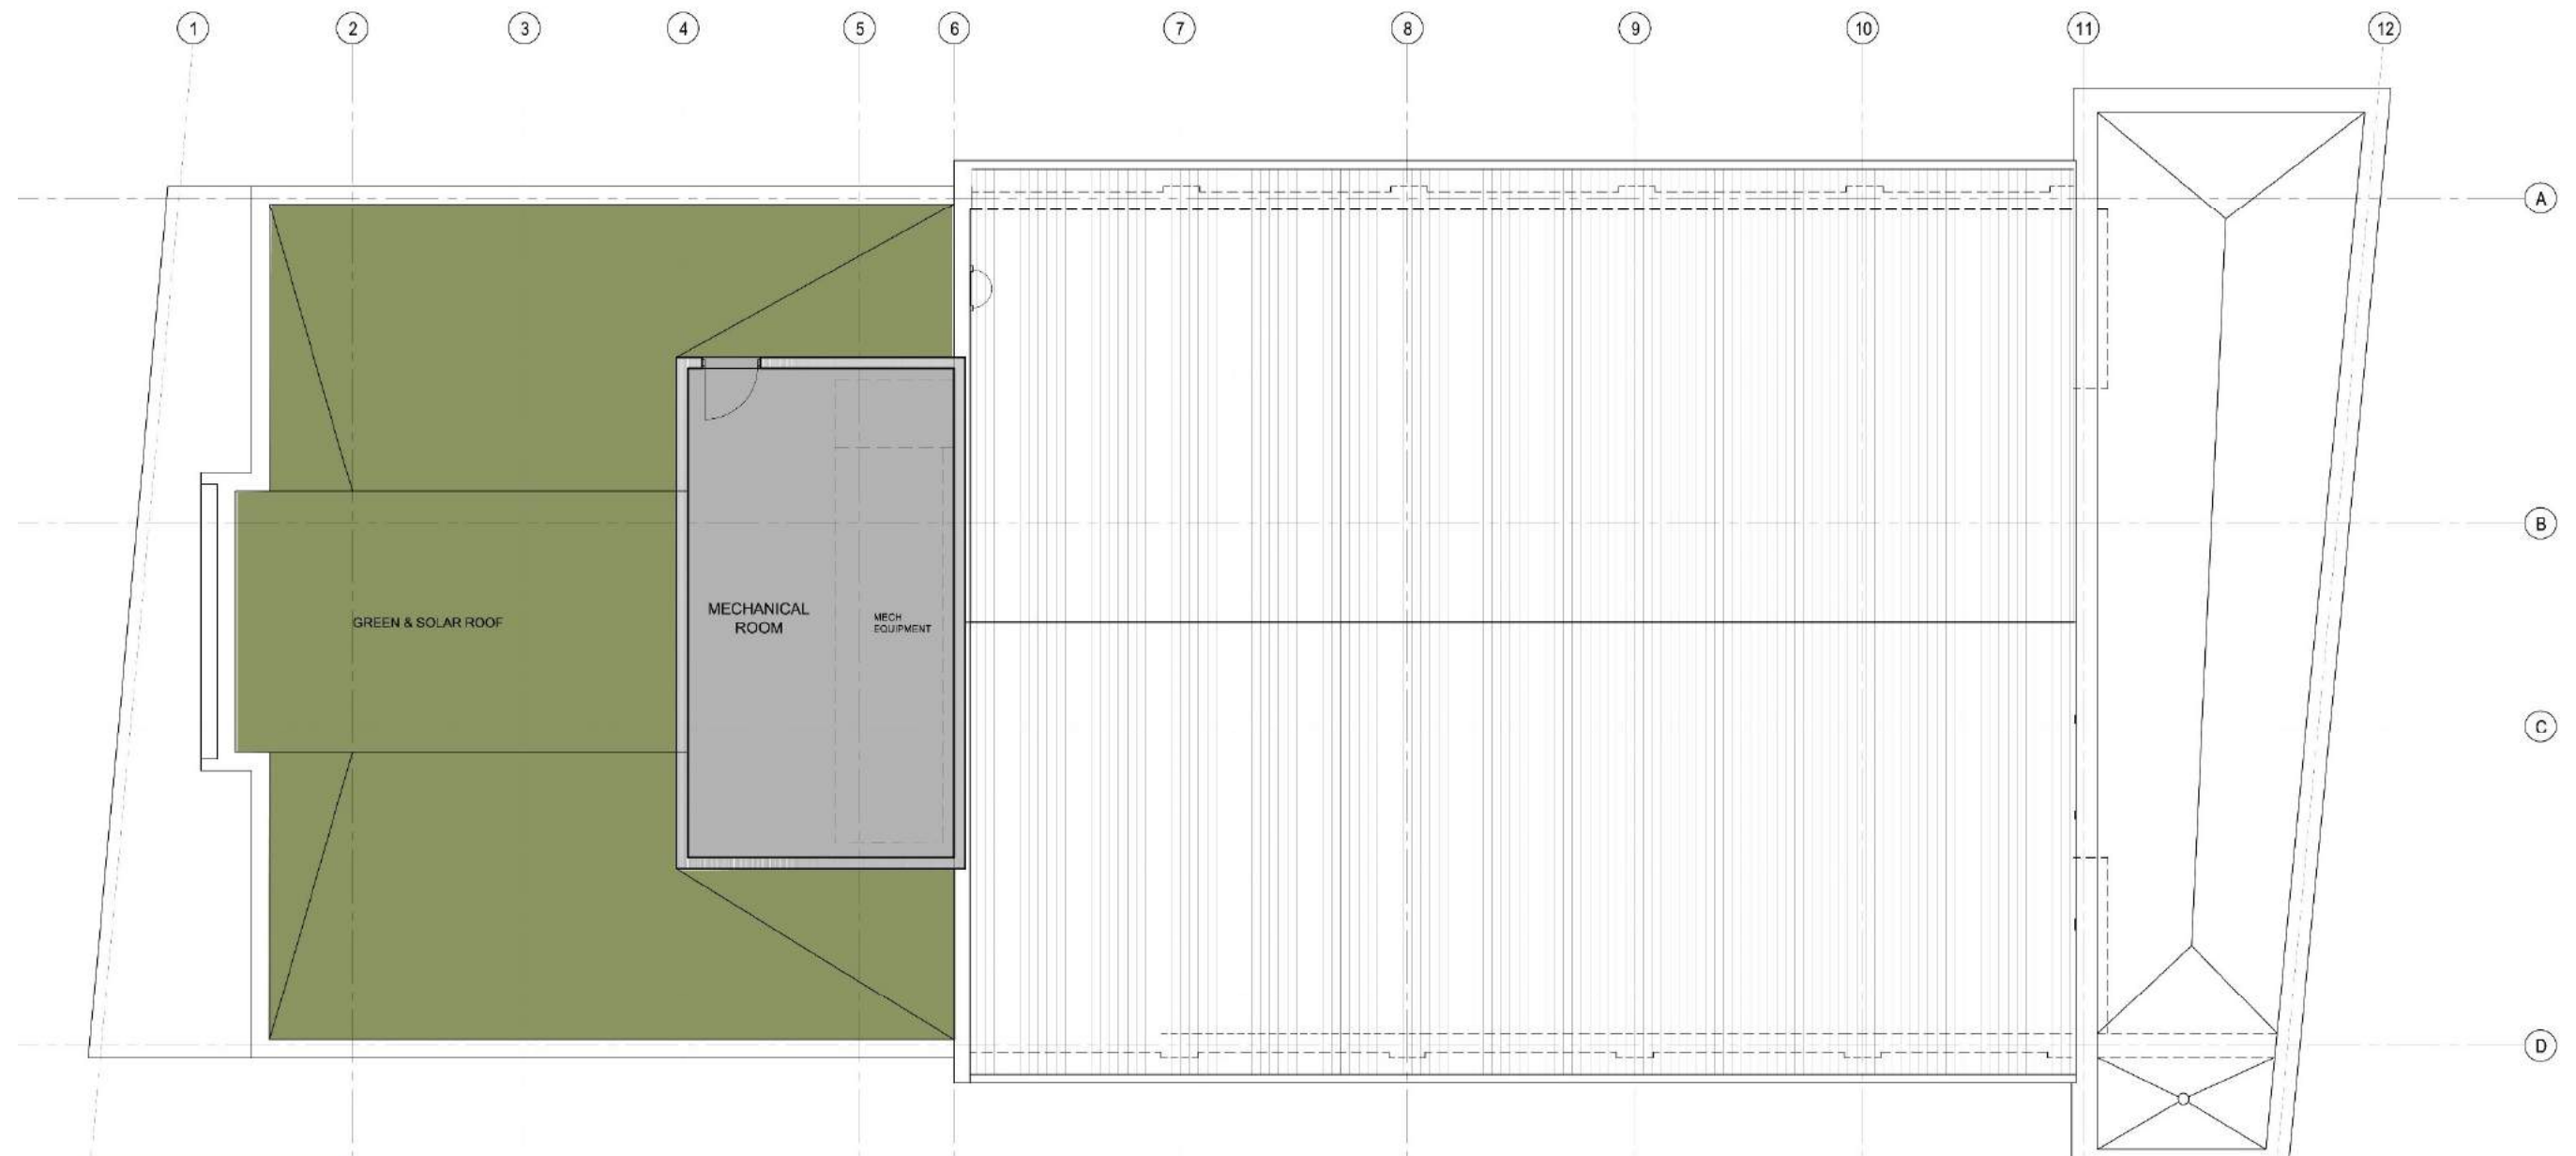 1 2 3 4 5 6 7 8 9 10 11 12
A
B
MECHANICAL
ROOM
MECH
EQUIPMENT
GREEN & SOLAR ROOF
C
D